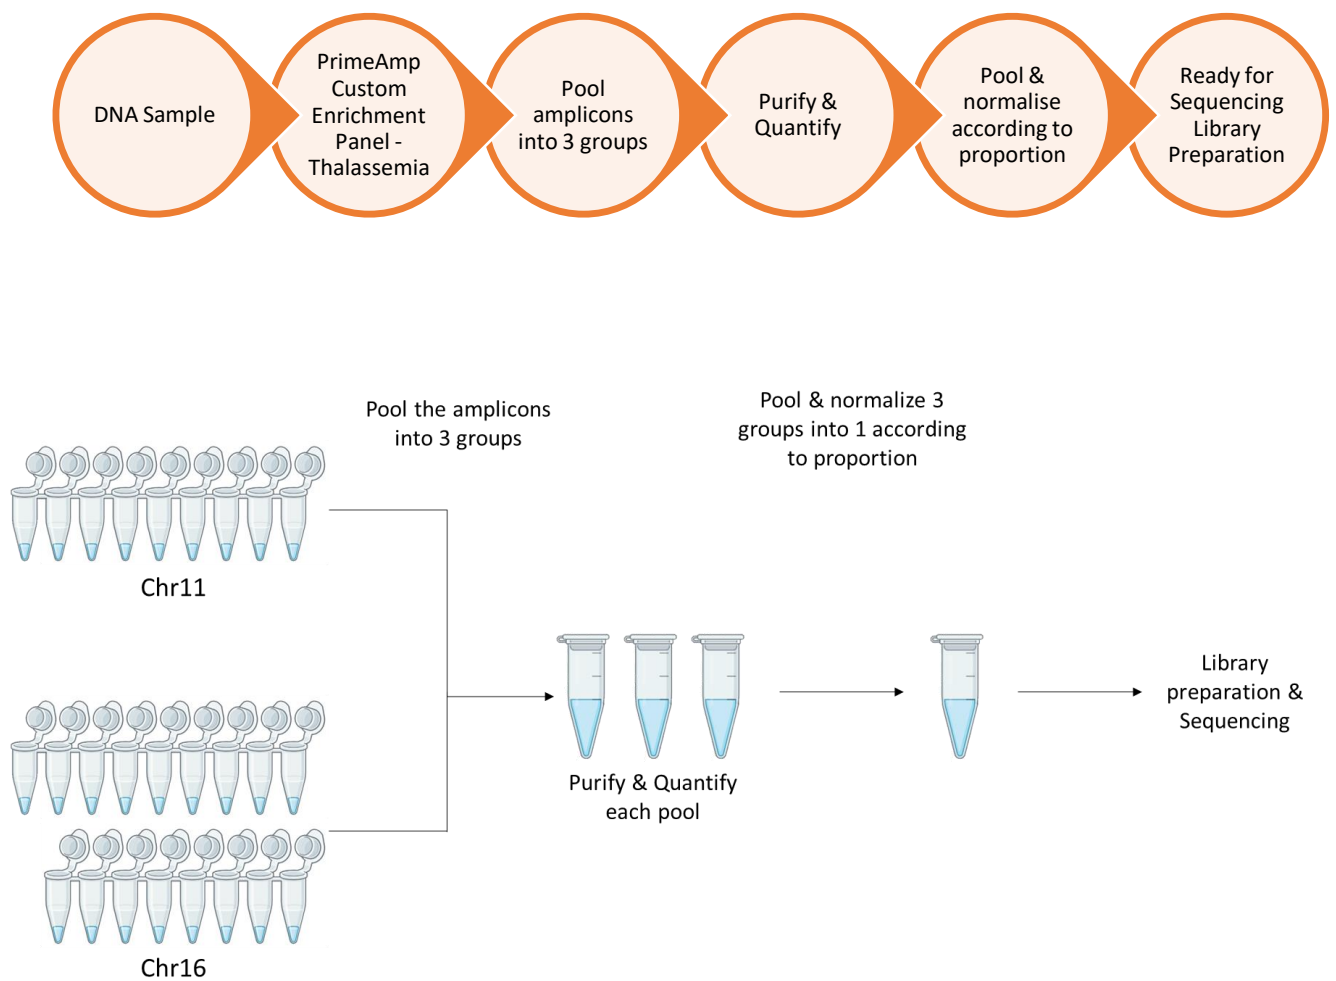 DNA Sample
PrimeAmp
Custom
Enrichment
Panel -
Thalassemia
Pool
amplicons
into 3 groups
Purify &
Quantify
Pool &
normalise
according to
proportion
Ready for
Sequencing
Library
Preparation
Pool the amplicons
into 3 groups
Pool & normalize 3
groups into 1 according
to proportion
Chr11
Purify & Quantify
each pool
Library
preparation &
Sequencing
Chr16